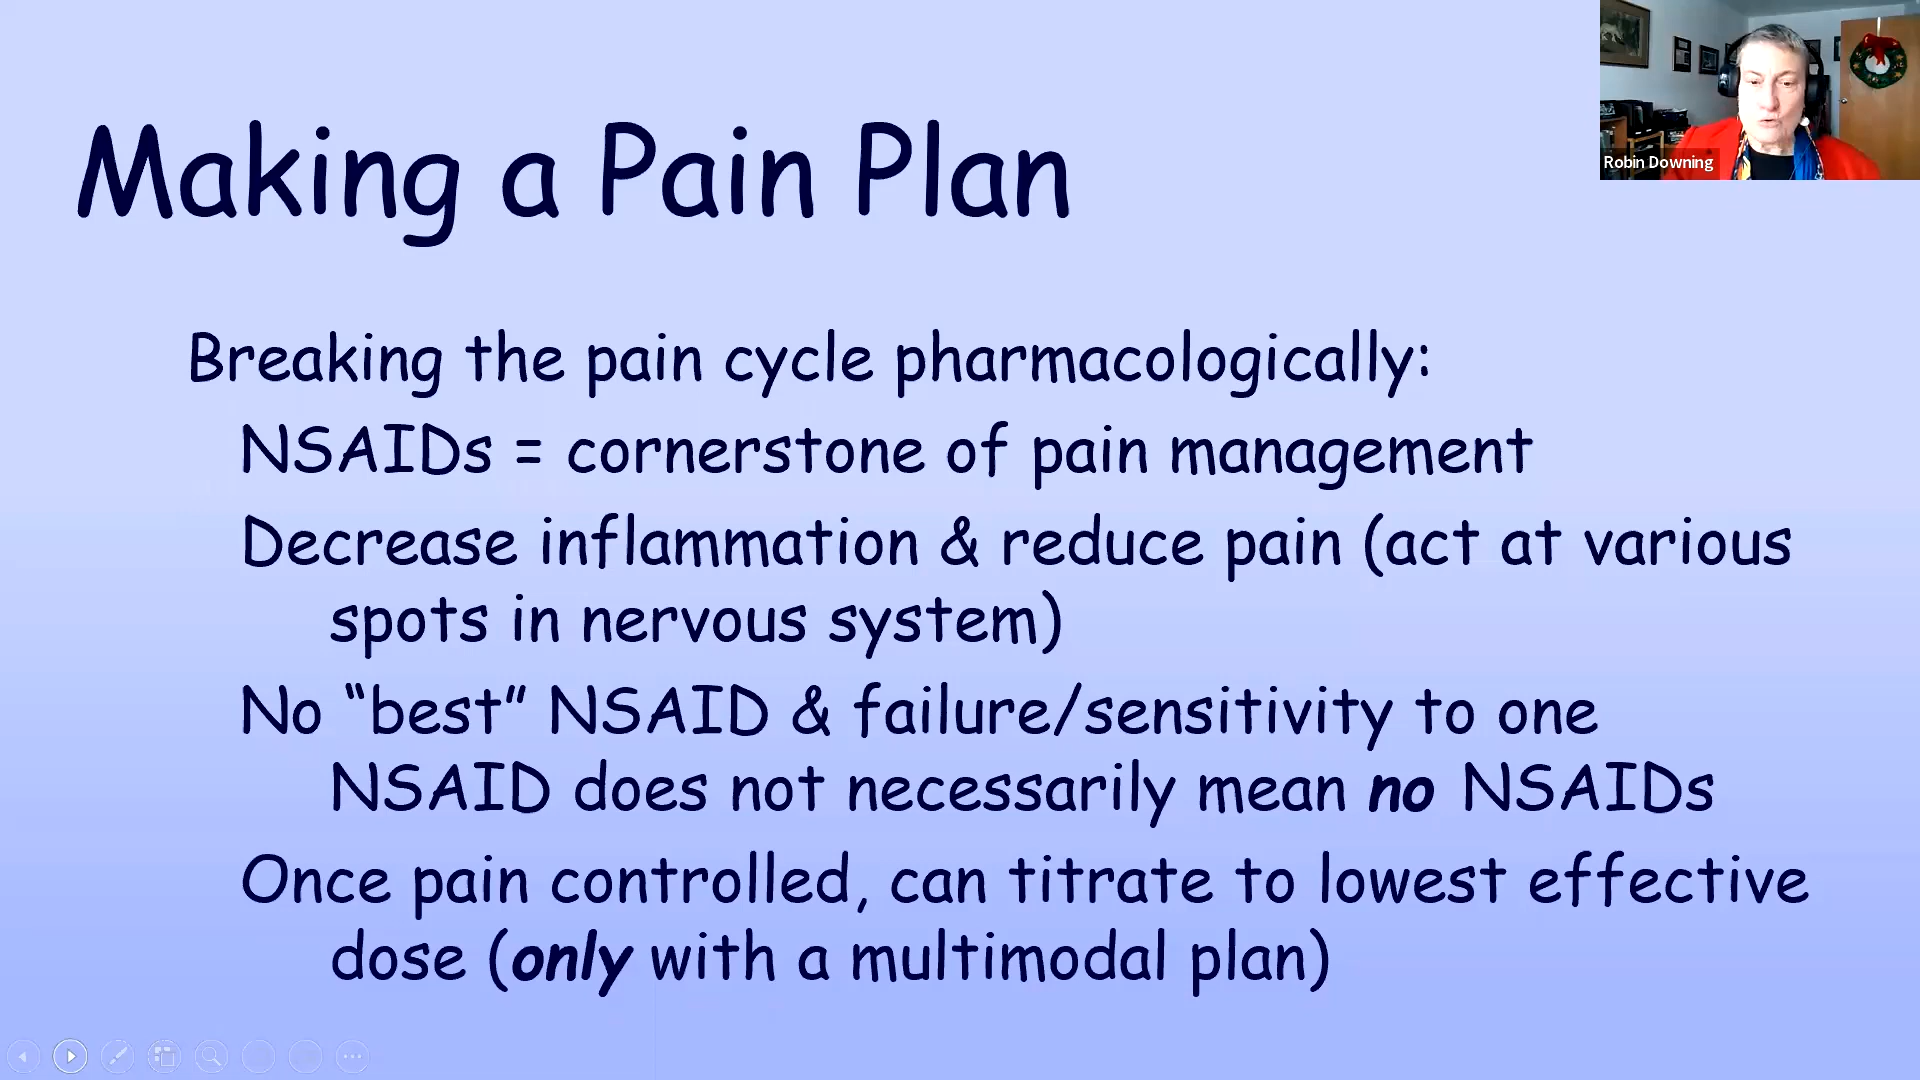 Making a Pain Plan
Robin Downing
Breaking the pain cycle pharmacologically:
NSAIDs = cornerstone of pain management
Decrease inflammation & reduce pain (act at various
spots in nervous system)
No “best” NSAID & failure/sensitivity to one
NSAID does not necessarily mean no NSAIDs
Once pain controlled, can titrate to lowest effective
dose (only with a multimodal plan)